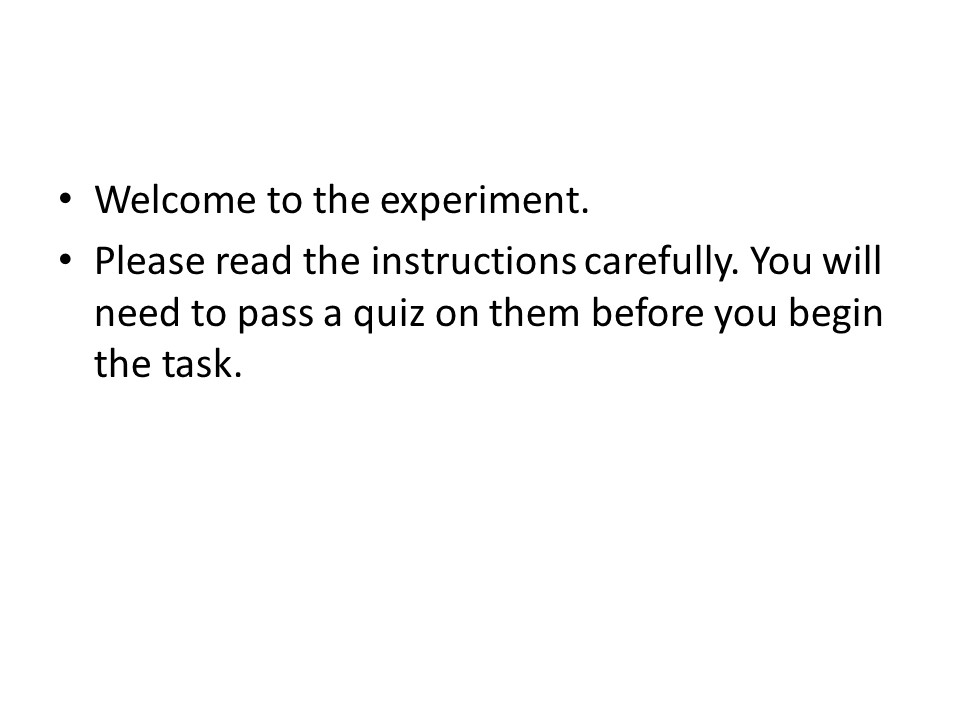 • Welcome to the experiment.
• Please read the instructions carefully. You will
need to pass a quiz on them before you begin
the task.